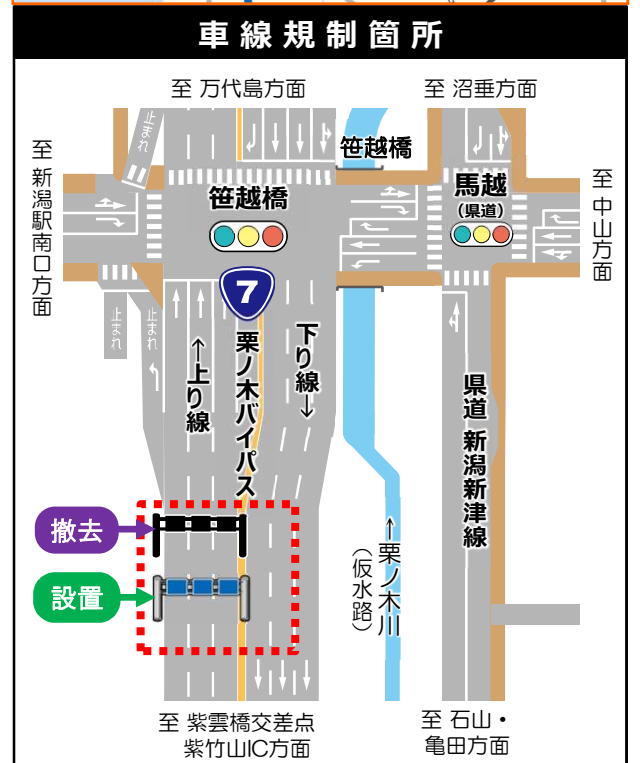 車線規制箇所
至 万代島方面
至 沼垂方面
止まれ
笹越橋
至 新潟駅南口方面
笹越橋
馬越
(県道)
至 中山方面
7
止まれ
止まれ
←上り線
栗ノ木バイパス
下り線→
県道 新潟新津線
撤去
設置
←栗ノ木川
(仮水路)
至 紫雲橋交差点
紫竹山IC方面
至 石山・
亀田方面